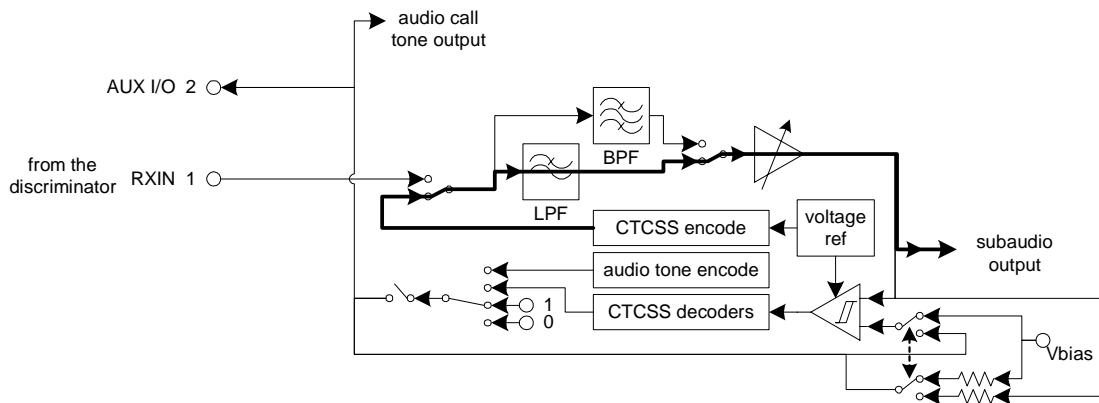 audio call
tone output
AUX I/O 2
BPF
from the
discriminator
RXIN 1
LPF
CTCSS encode
voltage
ref
subaudio
output
audio tone encode
CTCSS decoders
1
0
Vbias